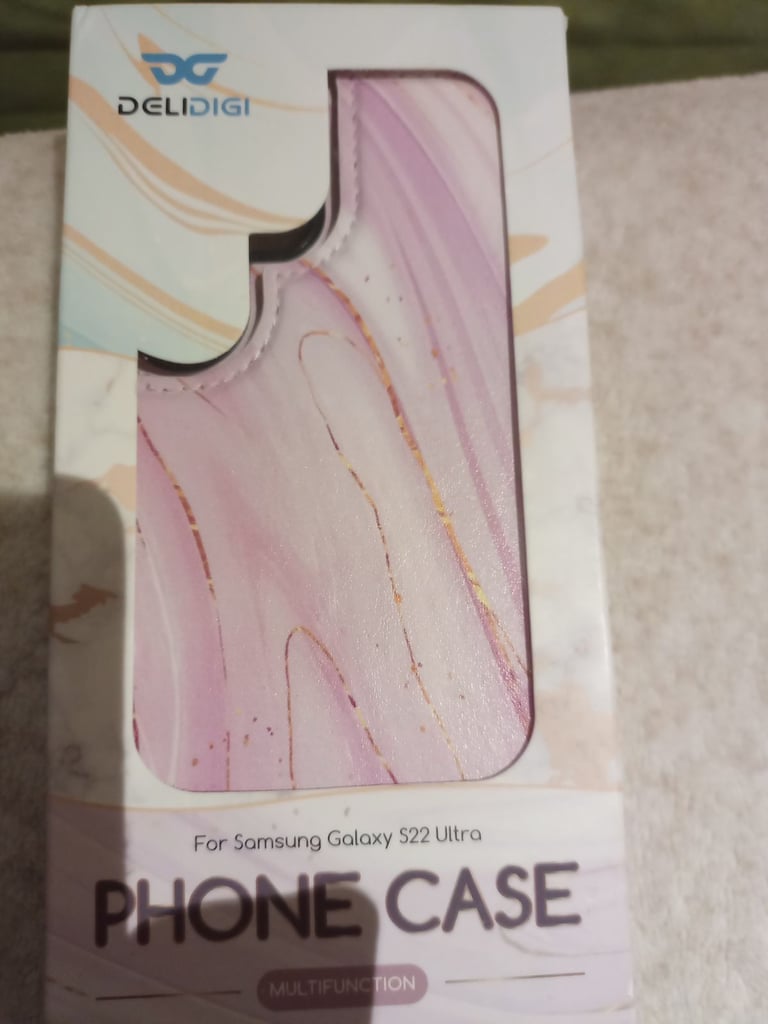 DELIDIGI
For Samsung Galaxy S22 Ultra
PHONE CASE
MULTIFUNCTION